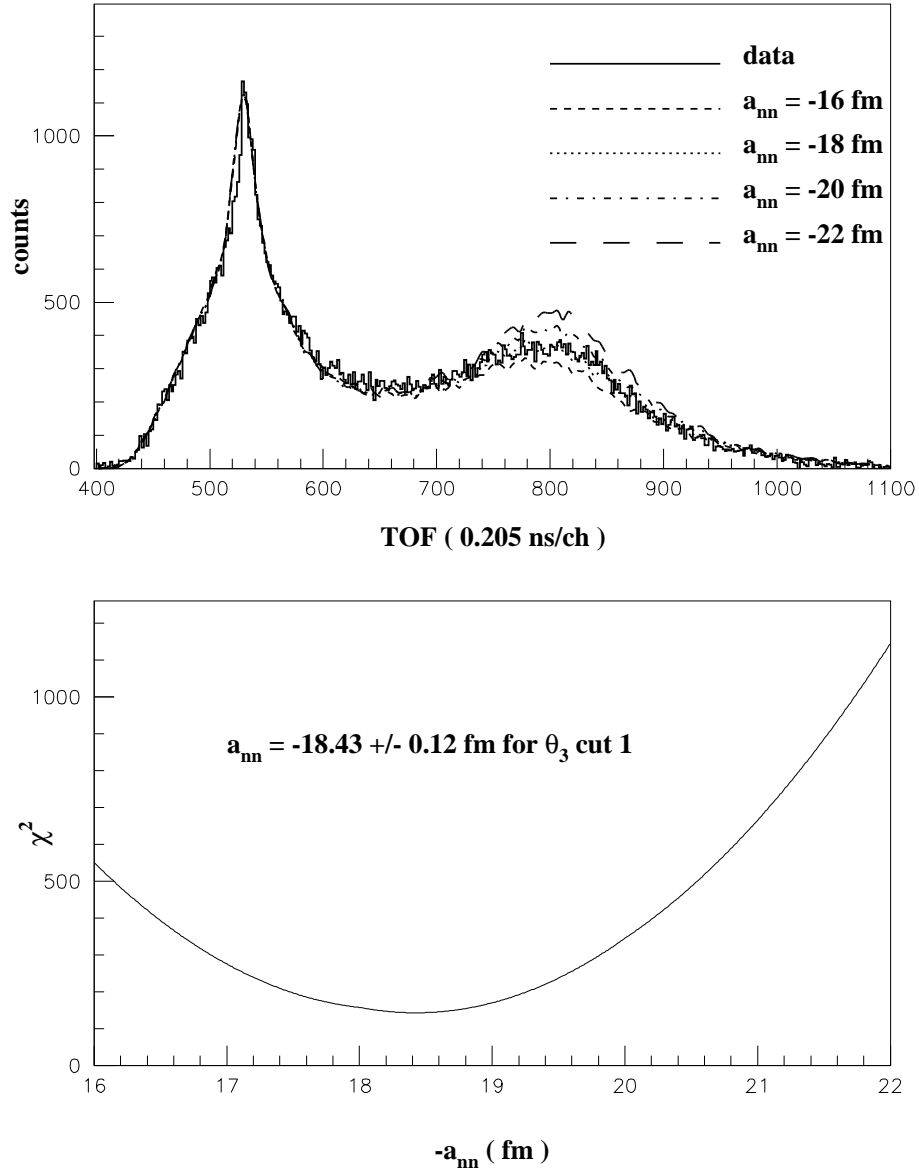 data
a_nn = -16 fm
a_nn = -18 fm
a_nn = -20 fm
a_nn = -22 fm
counts
1000
500
0
400 500 600 700 800 900 1000 1100
TOF ( 0.205 ns/ch )
a_nn = -18.43 +/- 0.12 fm for θ_3 cut 1
χ²
1000
500
0
16 17 18 19 20 21 22
-a_nn ( fm )